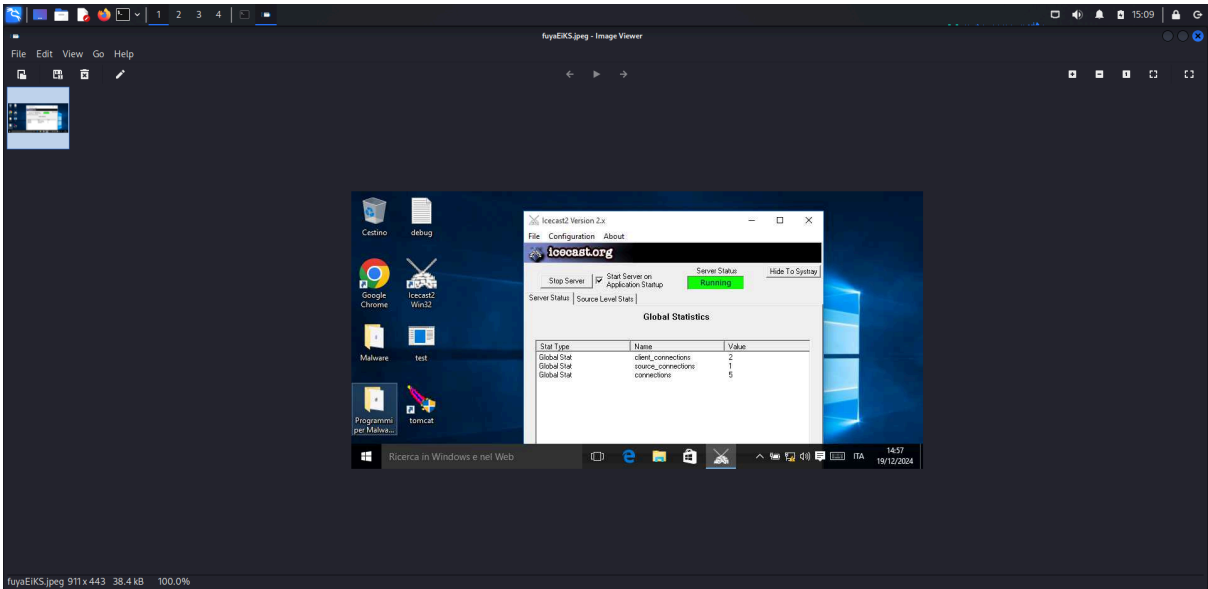 1 2 3 4
15:09
fuyaEiKS.jpeg - Image Viewer
File Edit View Go Help
Cestino
debug
Google
Chrome
Icecast2
Win32
Malware
test
Programmi
per Malwa...
tomcat
Icecast2 Version 2.x
File Configuration About
icecast.org
Stop Server
Start Server on
Application Startup
Server Status
Running
Hide To Systray
Server Status Source Level Stats
Global Statistics
Stat Type Name Value
Global Stat client_connections 2
Global Stat source_connections 1
Global Stat connections 5
Ricerca in Windows e nel Web
ITA
14:57
19/12/2024
fuyaEiKS.jpeg 911 x 443 38.4 kB 100.0%